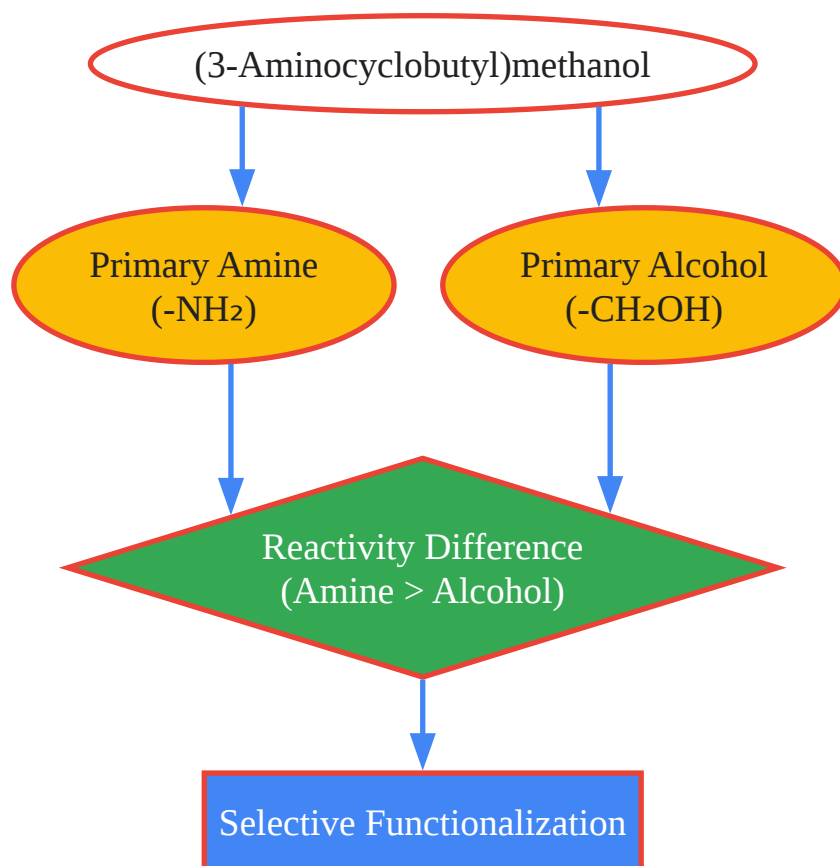 (3-Aminocyclobutyl)methanol
Primary Amine
(-NH₂)
Primary Alcohol
(-CH₂OH)
Reactivity Difference
(Amine > Alcohol)
Selective Functionalization